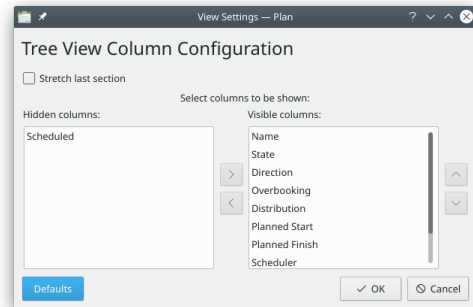 View Settings — Plan
Tree View Column Configuration
Stretch last section
Select columns to be shown:
Hidden columns:
Visible columns:
Scheduled
Name
State
Direction
Overbooking
Distribution
Planned Start
Planned Finish
Scheduler
Defaults
OK
Cancel